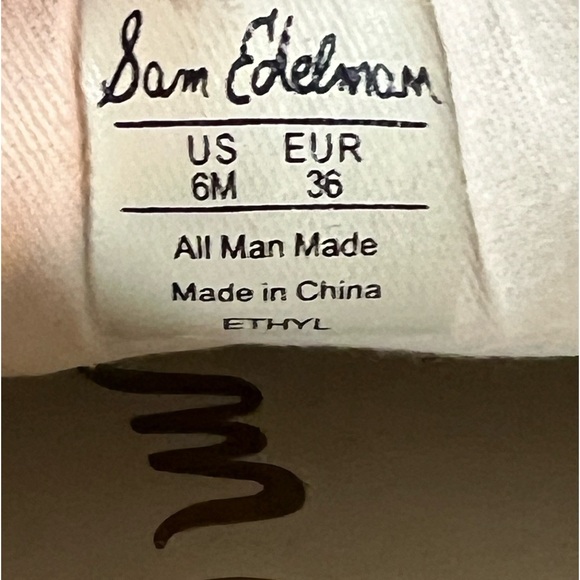 Sam Edelman
US EUR
6M 36
All Man Made
Made in China
ETHYL